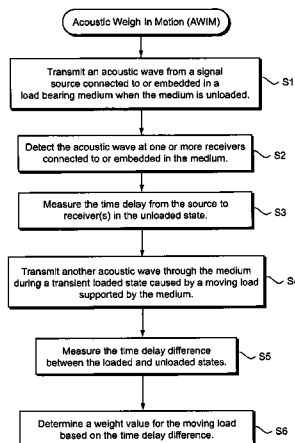 Acoustic Weigh In Motion (AWIM)
Transmit an acoustic wave from a signal
source connected to or embedded in a
load bearing medium when the medium is unloaded.
S1
Detect the acoustic wave at one or more receivers
connected to or embedded in the medium.
S2
Measure the time delay from the source to
receiver(s) in the unloaded state.
S3
Transmit another acoustic wave through the medium
during a transient loaded state caused by a moving load
supported by the medium.
S4
Measure the time delay difference
between the loaded and unloaded states.
S5
Determine a weight value for the moving load
based on the time delay difference.
S6